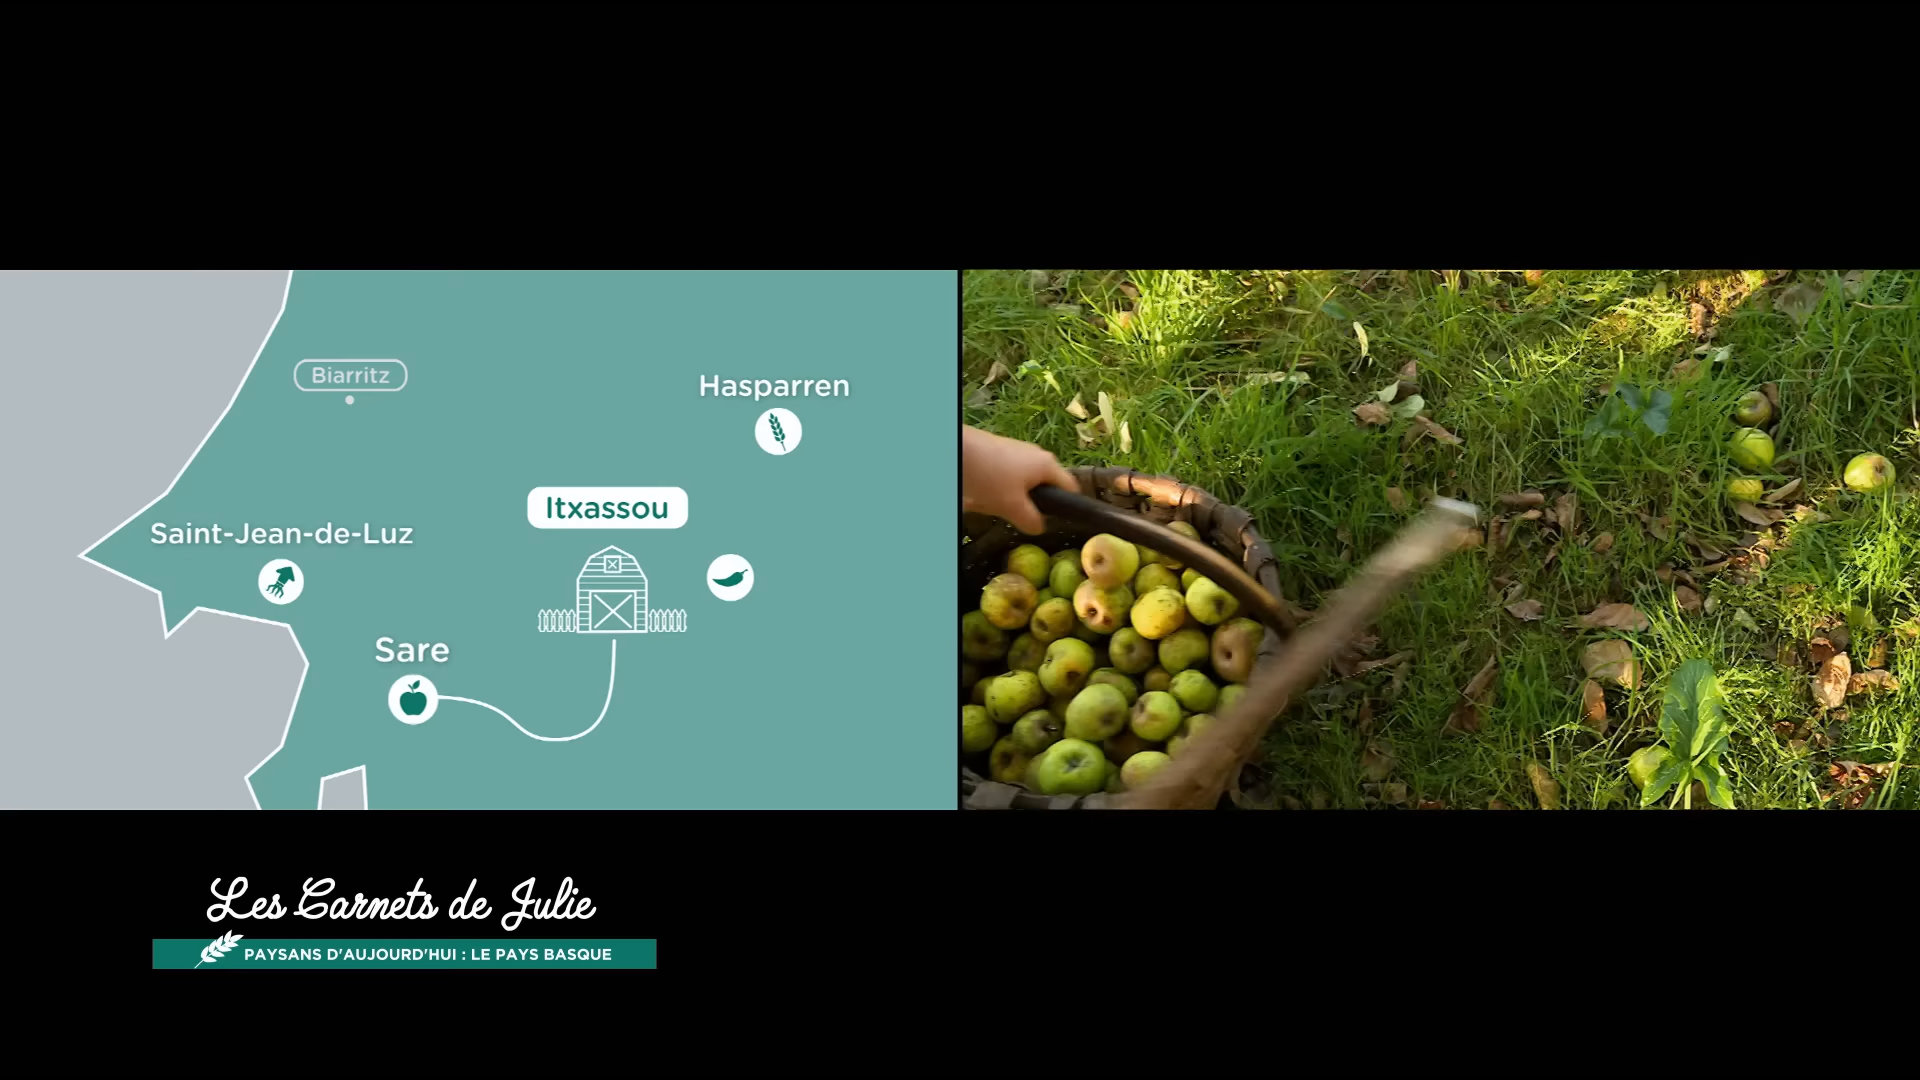 Biarritz
Hasparren
Itxassou
Saint-Jean-de-Luz
Sare
Les Carnets de Julie
PAYSANS D'AUJOURD'HUI : LE PAYS BASQUE